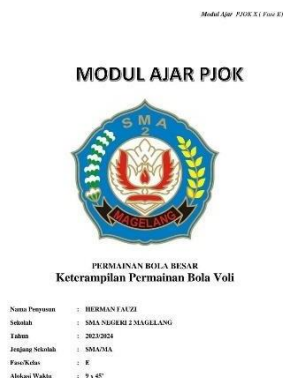 Modul Ajar PJOK X ( Fase E)
MODUL AJAR PJOK
SMA
2
MAGELANG
PERMAINAN BOLA BESAR
Keterampilan Permainan Bola Voli
Nama Penyusun : HERMAN FAUZI
Sekolah : SMA NEGERI 2 MAGELANG
Tahun : 2023/2024
Jenjang Sekolah : SMA/MA
Fase/Kelas : E
Alokasi Waktu : 9 x 45'